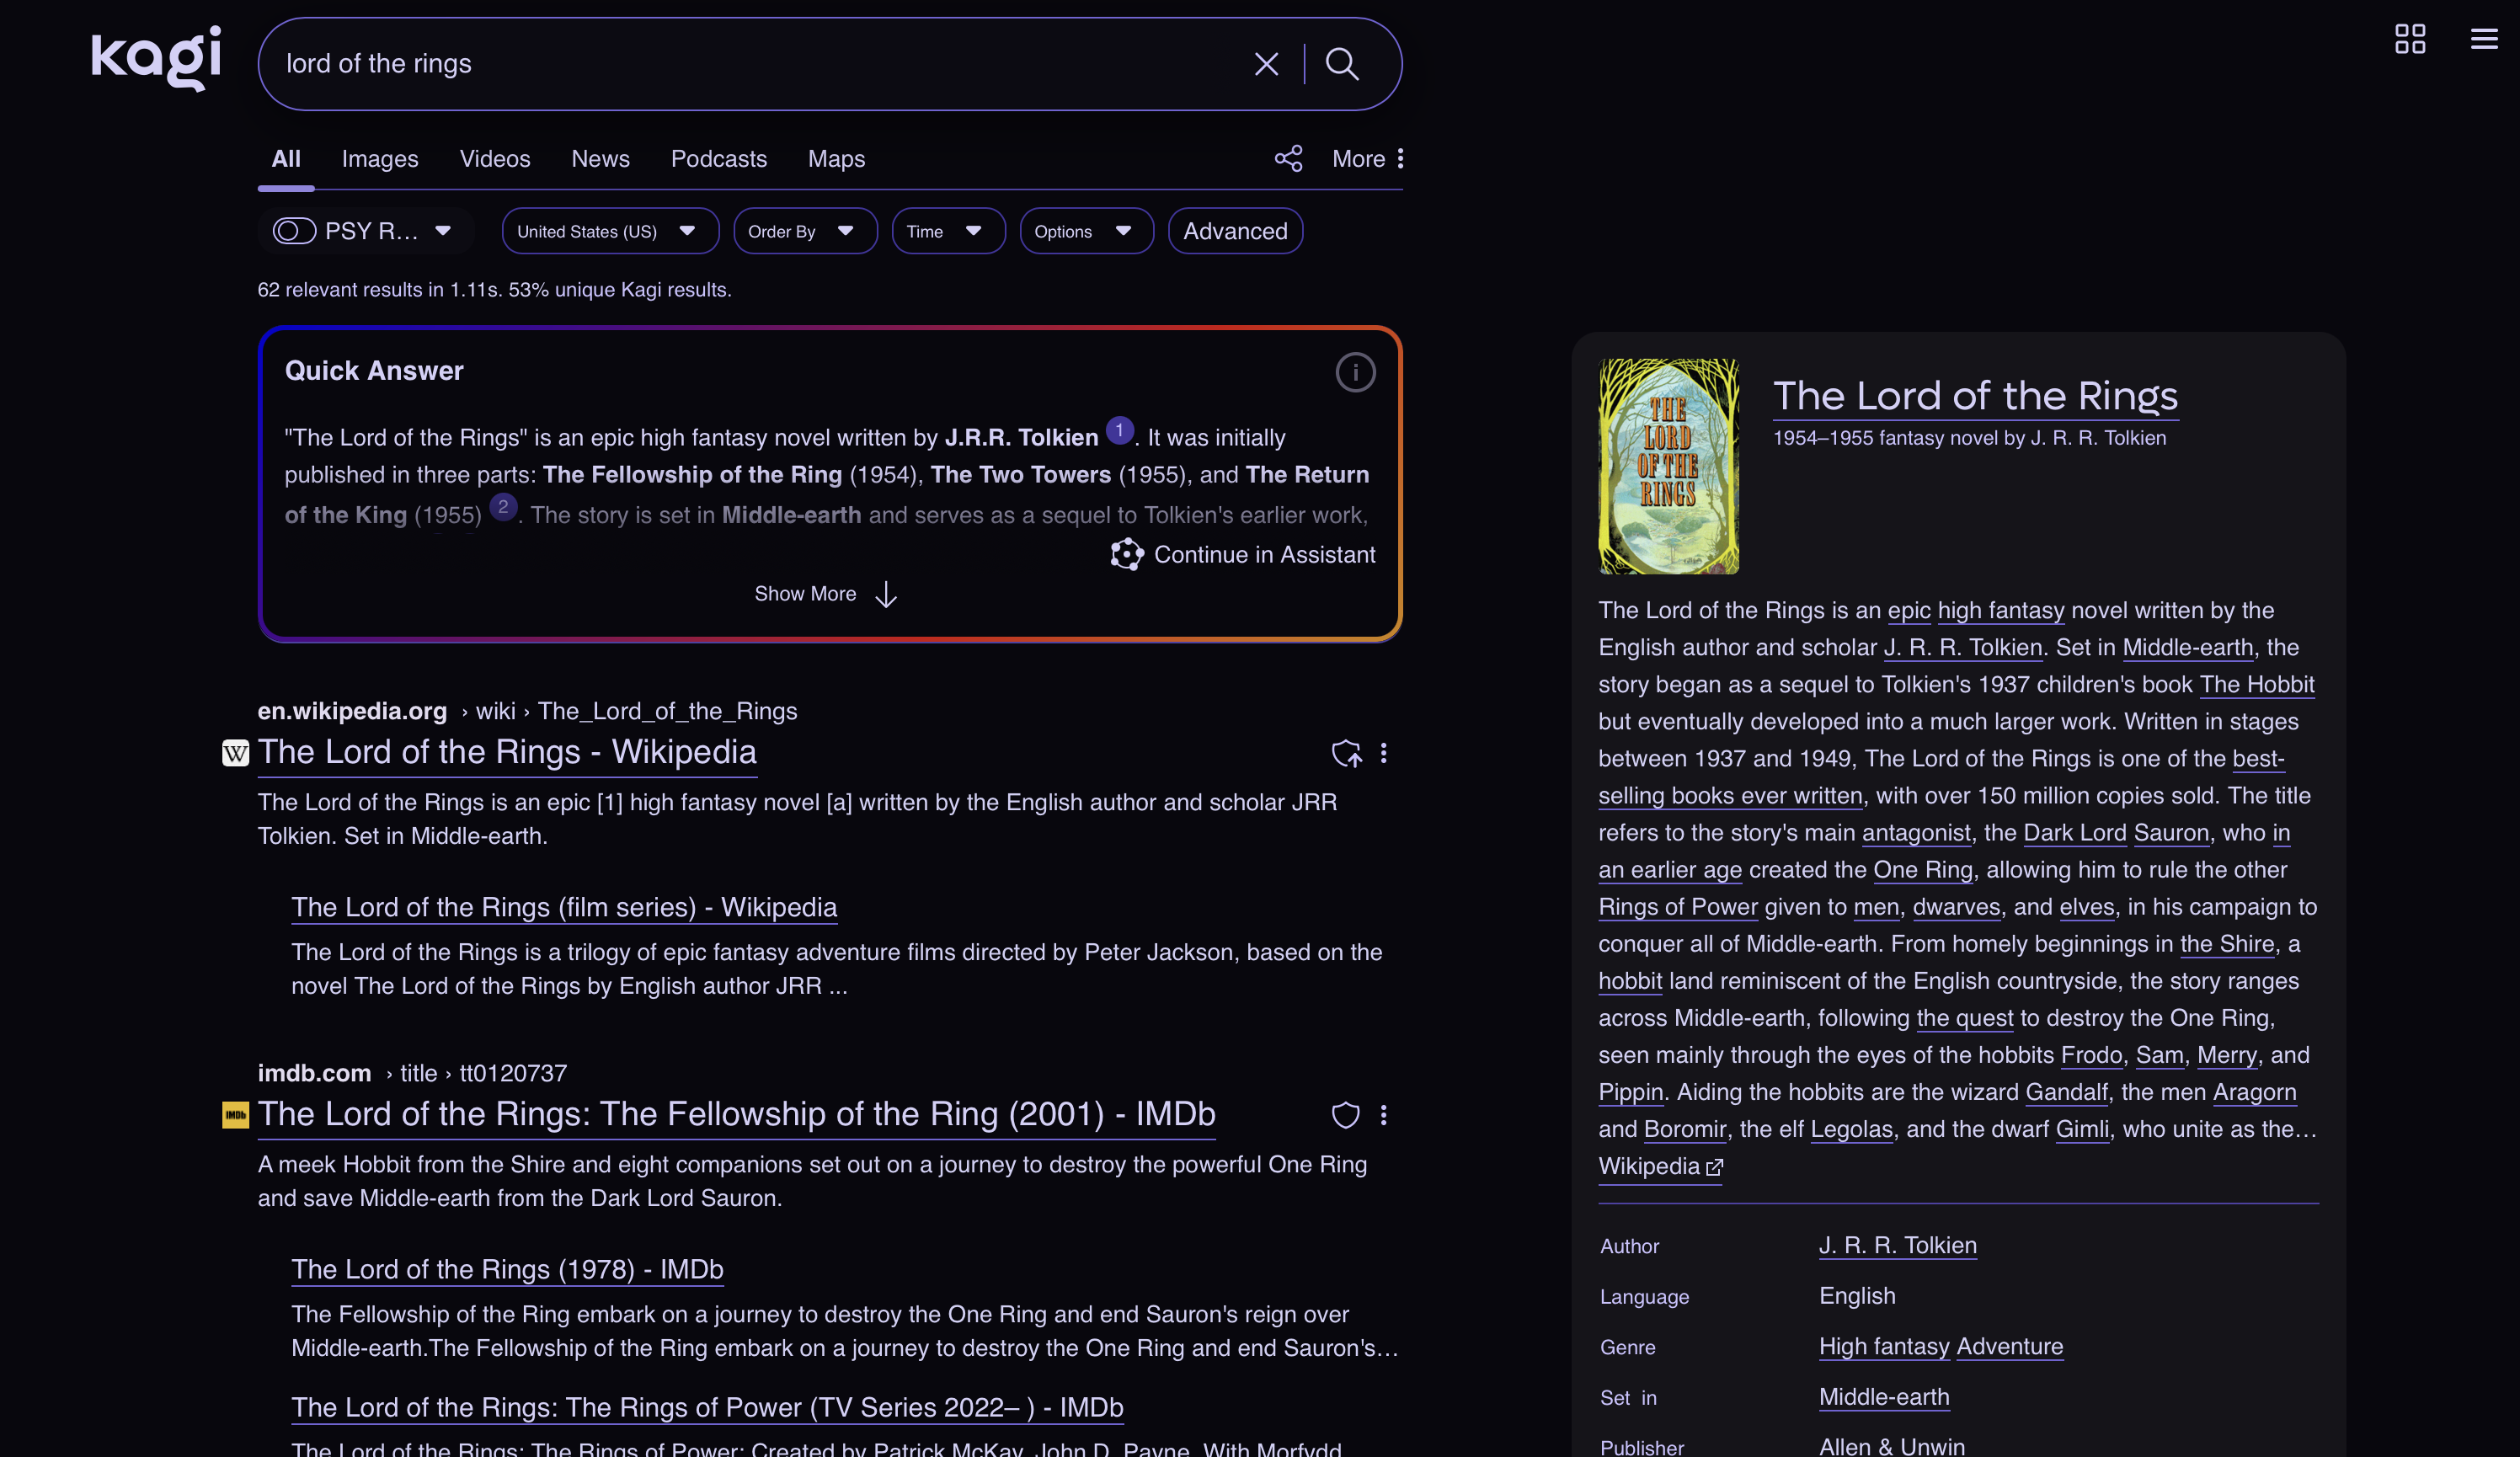 kagi
lord of the rings
All Images Videos News Podcasts Maps
More
PSY R... United States (US) Order By Time Options Advanced
62 relevant results in 1.11s. 53% unique Kagi results.
Quick Answer
"The Lord of the Rings" is an epic high fantasy novel written by J.R.R. Tolkien 1. It was initially
published in three parts: The Fellowship of the Ring (1954), The Two Towers (1955), and The Return
of the King (1955) 2. The story is set in Middle-earth and serves as a sequel to Tolkien's earlier work,
Continue in Assistant
Show More
en.wikipedia.org › wiki › The_Lord_of_the_Rings
W The Lord of the Rings - Wikipedia
The Lord of the Rings is an epic [1] high fantasy novel [a] written by the English author and scholar JRR
Tolkien. Set in Middle-earth.
The Lord of the Rings (film series) - Wikipedia
The Lord of the Rings is a trilogy of epic fantasy adventure films directed by Peter Jackson, based on the
novel The Lord of the Rings by English author JRR ...
imdb.com › title › tt0120737
IMDb The Lord of the Rings: The Fellowship of the Ring (2001) - IMDb
A meek Hobbit from the Shire and eight companions set out on a journey to destroy the powerful One Ring
and save Middle-earth from the Dark Lord Sauron.
The Lord of the Rings (1978) - IMDb
The Fellowship of the Ring embark on a journey to destroy the One Ring and end Sauron's reign over
Middle-earth.The Fellowship of the Ring embark on a journey to destroy the One Ring and end Sauron's...
The Lord of the Rings: The Rings of Power (TV Series 2022– ) - IMDb
The Lord of the Rings: The Rings of Power: Created by Patrick McKay, John D. Payne. With Morfydd
THE
LORD
OF THE
RINGS
The Lord of the Rings
1954–1955 fantasy novel by J. R. R. Tolkien
The Lord of the Rings is an epic high fantasy novel written by the
English author and scholar J. R. R. Tolkien. Set in Middle-earth, the
story began as a sequel to Tolkien's 1937 children's book The Hobbit
but eventually developed into a much larger work. Written in stages
between 1937 and 1949, The Lord of the Rings is one of the best-
selling books ever written, with over 150 million copies sold. The title
refers to the story's main antagonist, the Dark Lord Sauron, who in
an earlier age created the One Ring, allowing him to rule the other
Rings of Power given to men, dwarves, and elves, in his campaign to
conquer all of Middle-earth. From homely beginnings in the Shire, a
hobbit land reminiscent of the English countryside, the story ranges
across Middle-earth, following the quest to destroy the One Ring,
seen mainly through the eyes of the hobbits Frodo, Sam, Merry, and
Pippin. Aiding the hobbits are the wizard Gandalf, the men Aragorn
and Boromir, the elf Legolas, and the dwarf Gimli, who unite as the...
Wikipedia
Author J. R. R. Tolkien
Language English
Genre High fantasy Adventure
Set in Middle-earth
Publisher Allen & Unwin